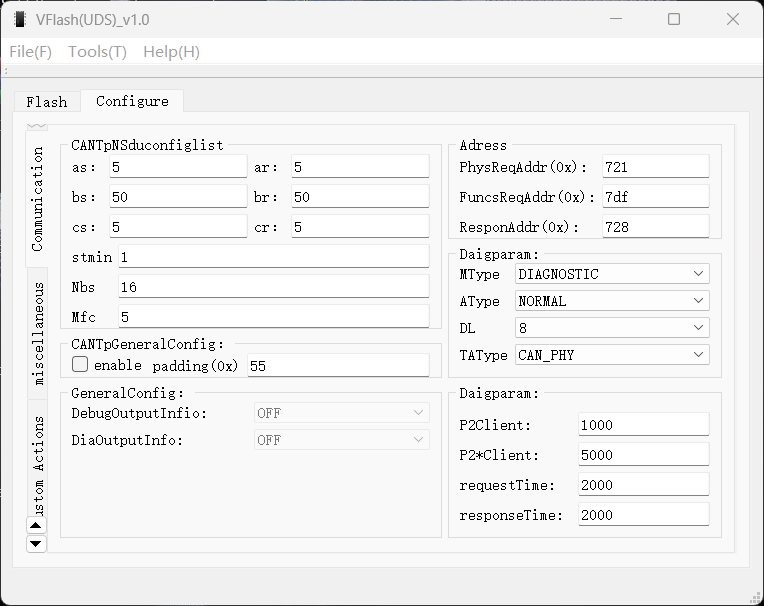 VFlash(UDS)_v1.0
File(F) Tools(T) Help(H)
Flash Configure
Communication
miscellaneous
ustom Actions
CANTpNSduconfiglist
as: 5 ar: 5
bs: 50 br: 50
cs: 5 cr: 5
stmin 1
Nbs 16
Mfc 5
CANTpGeneralConfig:
enable padding(0x) 55
GeneralConfig:
DebugOutputInfio: OFF
DiaOutputInfo: OFF
Adress
PhysReqAddr(0x): 721
FuncsReqAddr(0x): 7df
ResponAddr(0x): 728
Daigparam:
MType DIAGNOSTIC
AType NORMAL
DL 8
TAType CAN_PHY
Daigparam:
P2Client: 1000
P2*Client: 5000
requestTime: 2000
responseTime: 2000